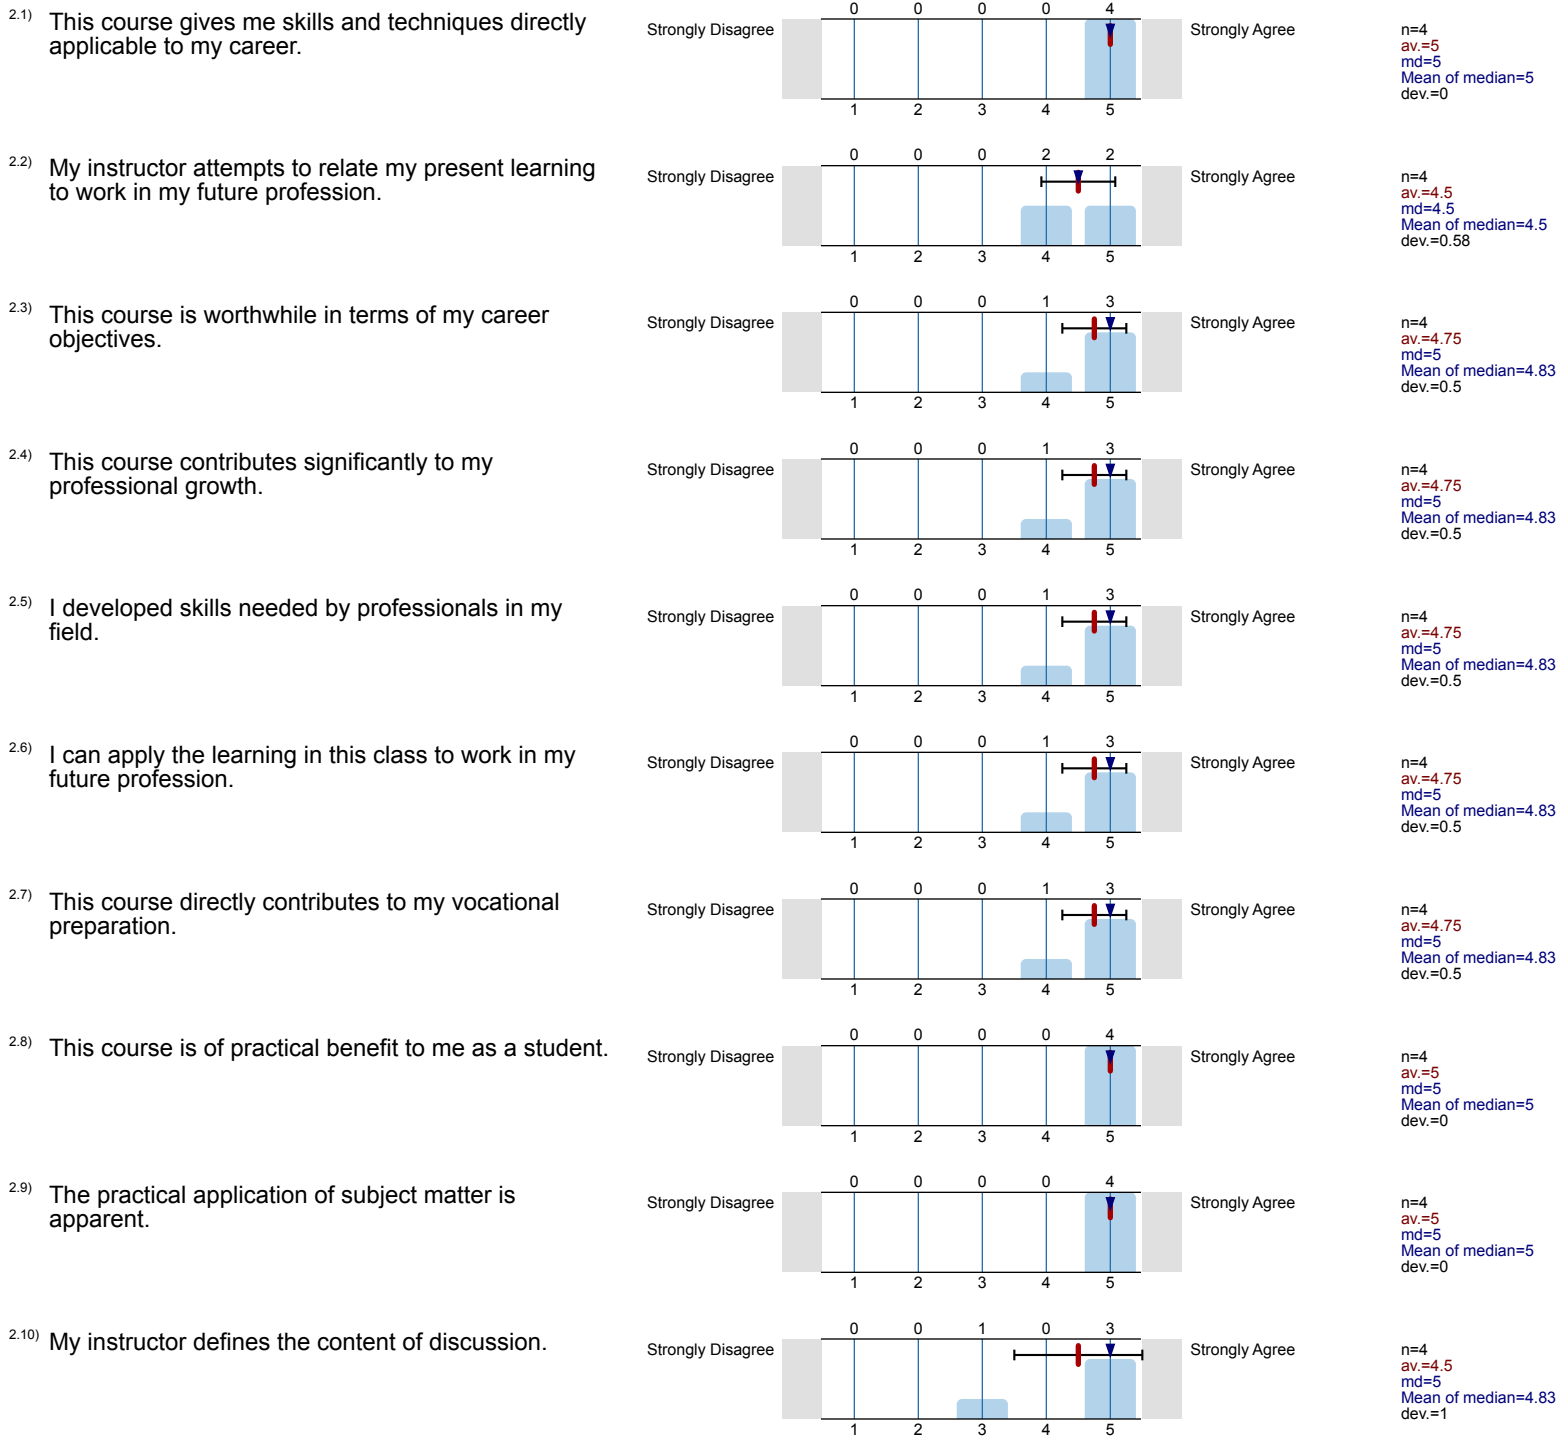 2.1) This course gives me skills and techniques directly
applicable to my career.
0 0 0 0 4
Strongly Disagree Strongly Agree
1 2 3 4 5
n=4
av.=5
md=5
Mean of median=5
dev.=0
2.2) My instructor attempts to relate my present learning
to work in my future profession.
0 0 0 2 2
Strongly Disagree Strongly Agree
1 2 3 4 5
n=4
av.=4.5
md=4.5
Mean of median=4.5
dev.=0.58
2.3) This course is worthwhile in terms of my career
objectives.
0 0 0 1 3
Strongly Disagree Strongly Agree
1 2 3 4 5
n=4
av.=4.75
md=5
Mean of median=4.83
dev.=0.5
2.4) This course contributes significantly to my
professional growth.
0 0 0 1 3
Strongly Disagree Strongly Agree
1 2 3 4 5
n=4
av.=4.75
md=5
Mean of median=4.83
dev.=0.5
2.5) I developed skills needed by professionals in my
field.
0 0 0 1 3
Strongly Disagree Strongly Agree
1 2 3 4 5
n=4
av.=4.75
md=5
Mean of median=4.83
dev.=0.5
2.6) I can apply the learning in this class to work in my
future profession.
0 0 0 1 3
Strongly Disagree Strongly Agree
1 2 3 4 5
n=4
av.=4.75
md=5
Mean of median=4.83
dev.=0.5
2.7) This course directly contributes to my vocational
preparation.
0 0 0 1 3
Strongly Disagree Strongly Agree
1 2 3 4 5
n=4
av.=4.75
md=5
Mean of median=4.83
dev.=0.5
2.8) This course is of practical benefit to me as a student.
0 0 0 0 4
Strongly Disagree Strongly Agree
1 2 3 4 5
n=4
av.=5
md=5
Mean of median=5
dev.=0
2.9) The practical application of subject matter is
apparent.
0 0 0 0 4
Strongly Disagree Strongly Agree
1 2 3 4 5
n=4
av.=5
md=5
Mean of median=5
dev.=0
2.10) My instructor defines the content of discussion.
0 0 1 0 3
Strongly Disagree Strongly Agree
1 2 3 4 5
n=4
av.=4.5
md=5
Mean of median=4.83
dev.=1